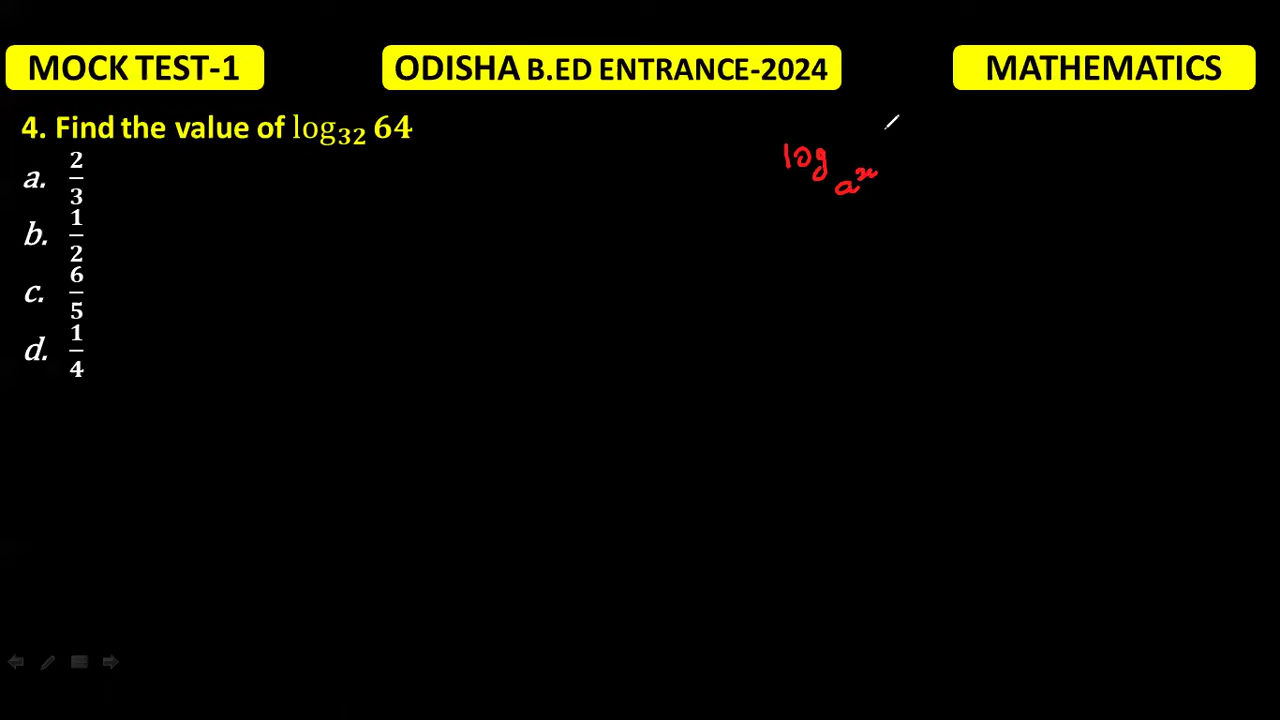 MOCK TEST-1
ODISHA B.ED ENTRANCE-2024
MATHEMATICS
4. Find the value of log₃₂ 64
a. 2/3
b. 1/2
c. 6/5
d. 1/4
log aˣ